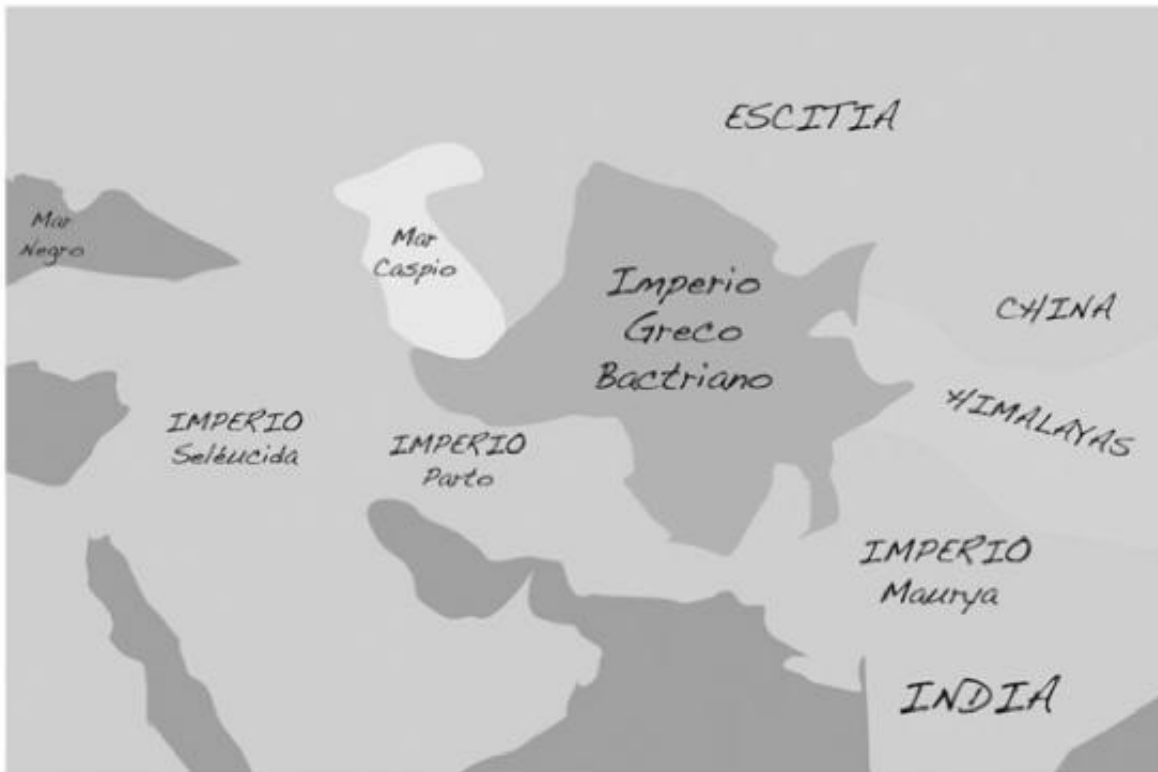 ESCITIA
Mar
Negro
Mar
Caspio
Imperio
Greco
Bactriano
CHINA
HIMALAYAS
IMPERIO
Seléucida
IMPERIO
Parto
IMPERIO
Maurya
INDIA